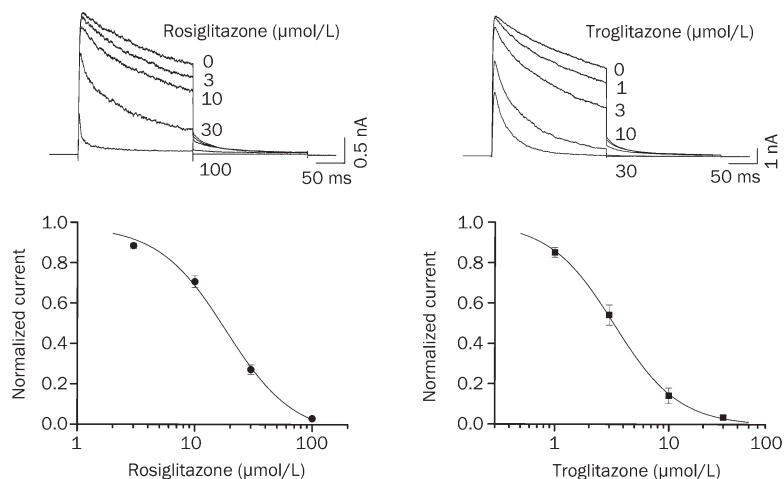 Rosiglitazone (μmol/L)
0
3
10
30
100
0.5 nA
50 ms
Troglitazone (μmol/L)
0
1
3
10
30
1 nA
50 ms
Normalized current
1.0
0.8
0.6
0.4
0.2
0.0
1
10
100
Rosiglitazone (μmol/L)
Normalized current
1.0
0.8
0.6
0.4
0.2
0.0
1
10
100
Troglitazone (μmol/L)